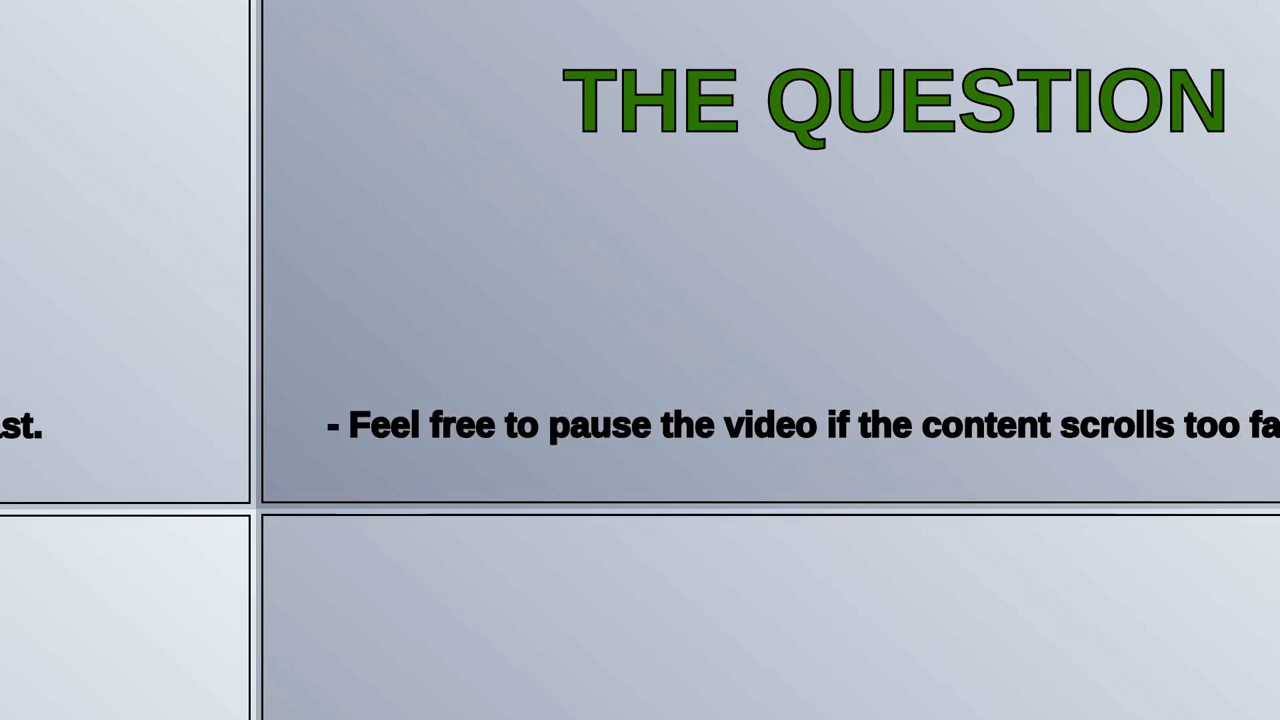 THE QUESTION
st.
- Feel free to pause the video if the content scrolls too fa